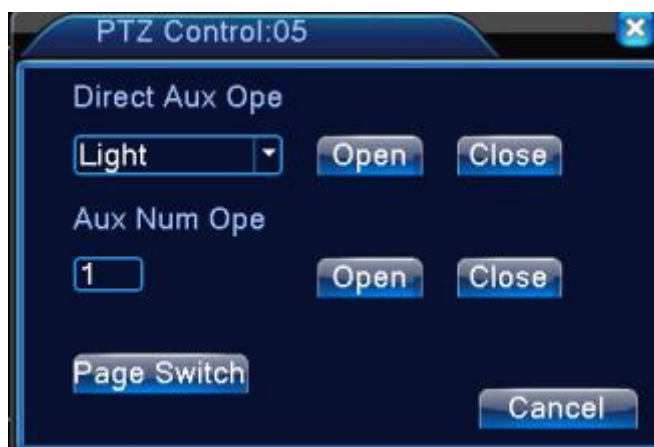 PTZ Control:05
Direct Aux Ope
Light Open Close
Aux Num Ope
1 Open Close
Page Switch
Cancel